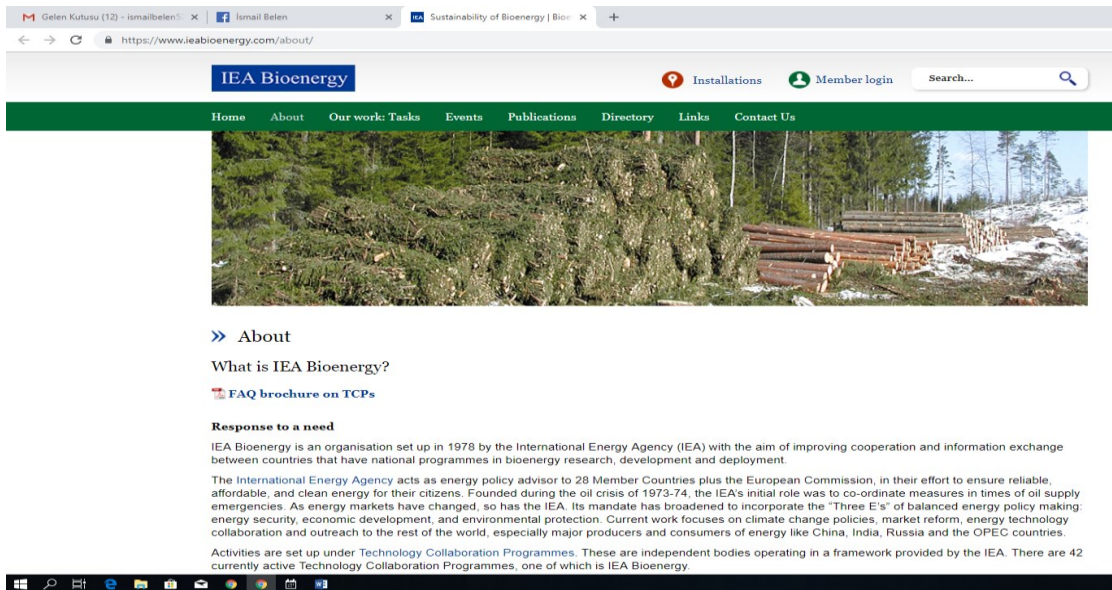 Gelen Kutusu (12) - ismailbelen5
İsmail Belen
IEA Sustainability of Bioenergy | Bioe
https://www.ieabioenergy.com/about/
IEA Bioenergy
Installations
Member login
Search...
Home About Our work: Tasks Events Publications Directory Links Contact Us
» About
What is IEA Bioenergy?
FAQ brochure on TCPs
Response to a need
IEA Bioenergy is an organisation set up in 1978 by the International Energy Agency (IEA) with the aim of improving cooperation and information exchange
between countries that have national programmes in bioenergy research, development and deployment.
The International Energy Agency acts as energy policy advisor to 28 Member Countries plus the European Commission, in their effort to ensure reliable,
affordable, and clean energy for their citizens. Founded during the oil crisis of 1973-74, the IEA's initial role was to co-ordinate measures in times of oil supply
emergencies. As energy markets have changed, so has the IEA. Its mandate has broadened to incorporate the "Three E's" of balanced energy policy making:
energy security, economic development, and environmental protection. Current work focuses on climate change policies, market reform, energy technology
collaboration and outreach to the rest of the world, especially major producers and consumers of energy like China, India, Russia and the OPEC countries.
Activities are set up under Technology Collaboration Programmes. These are independent bodies operating in a framework provided by the IEA. There are 42
currently active Technology Collaboration Programmes, one of which is IEA Bioenergy.